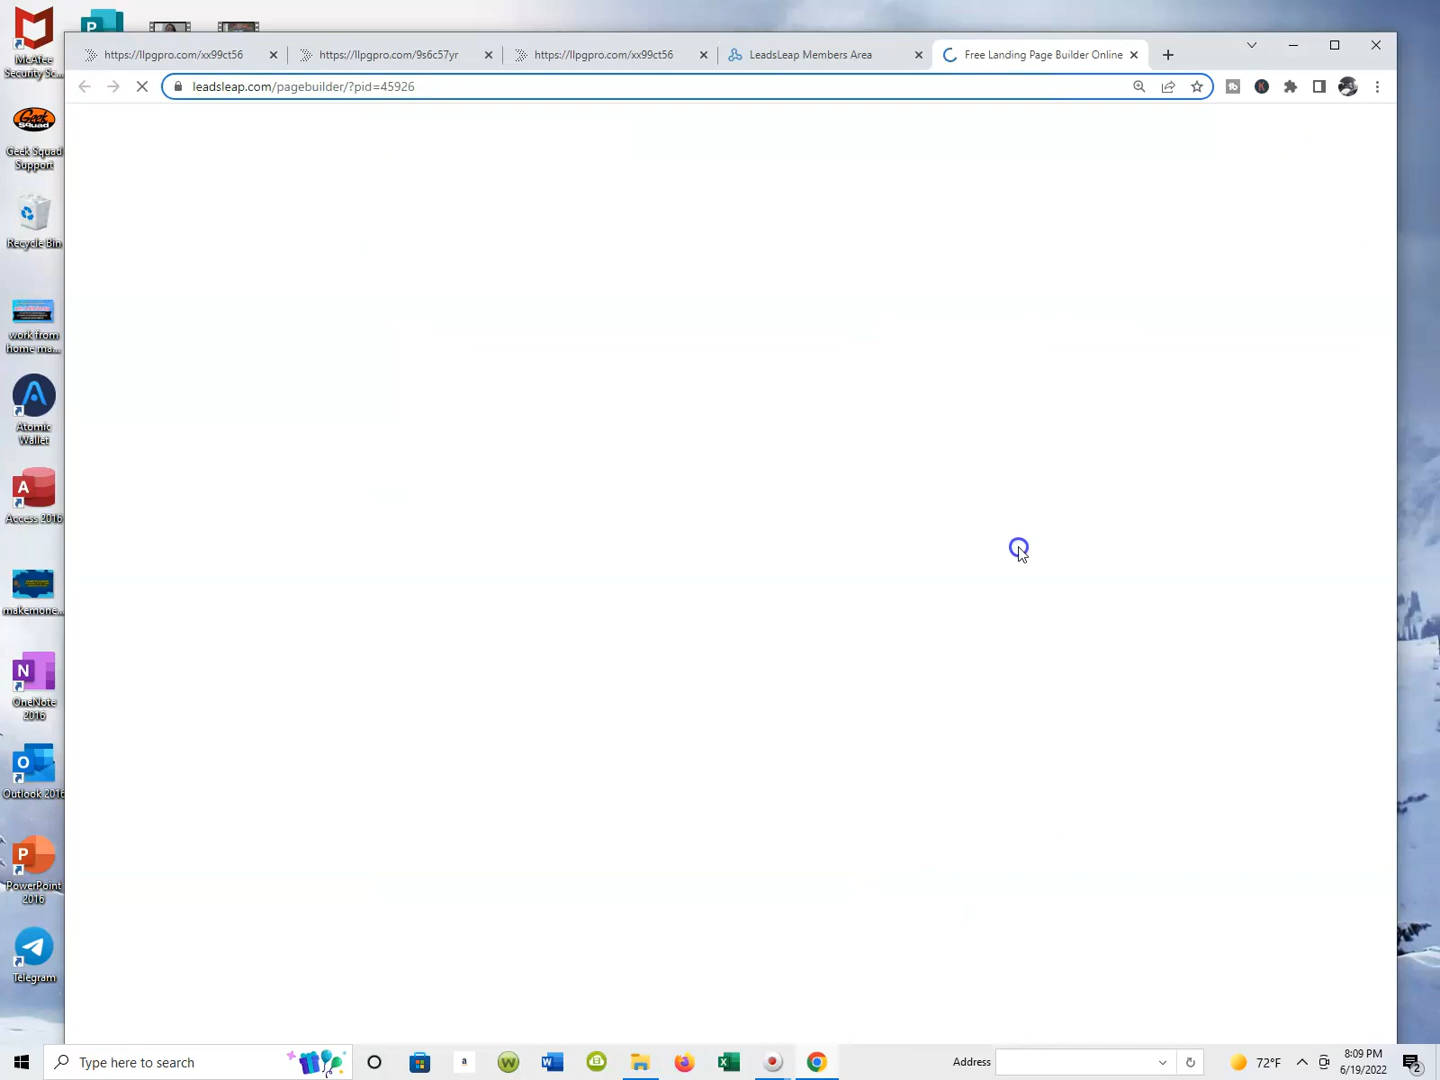 https://llpgpro.com/xx99ct56
https://llpgpro.com/9s6c57yr
https://llpgpro.com/xx99ct56
LeadsLeap Members Area
Free Landing Page Builder Online
leadsleap.com/pagebuilder/?pid=45926
McAfee
Security Sc...
Geek Squad
Support
Recycle Bin
work from
home ma...
Atomic
Wallet
Access 2016
makemone...
OneNote
2016
Outlook 2016
PowerPoint
2016
Telegram
Type here to search
Address
72°F
8:09 PM
6/19/2022
2